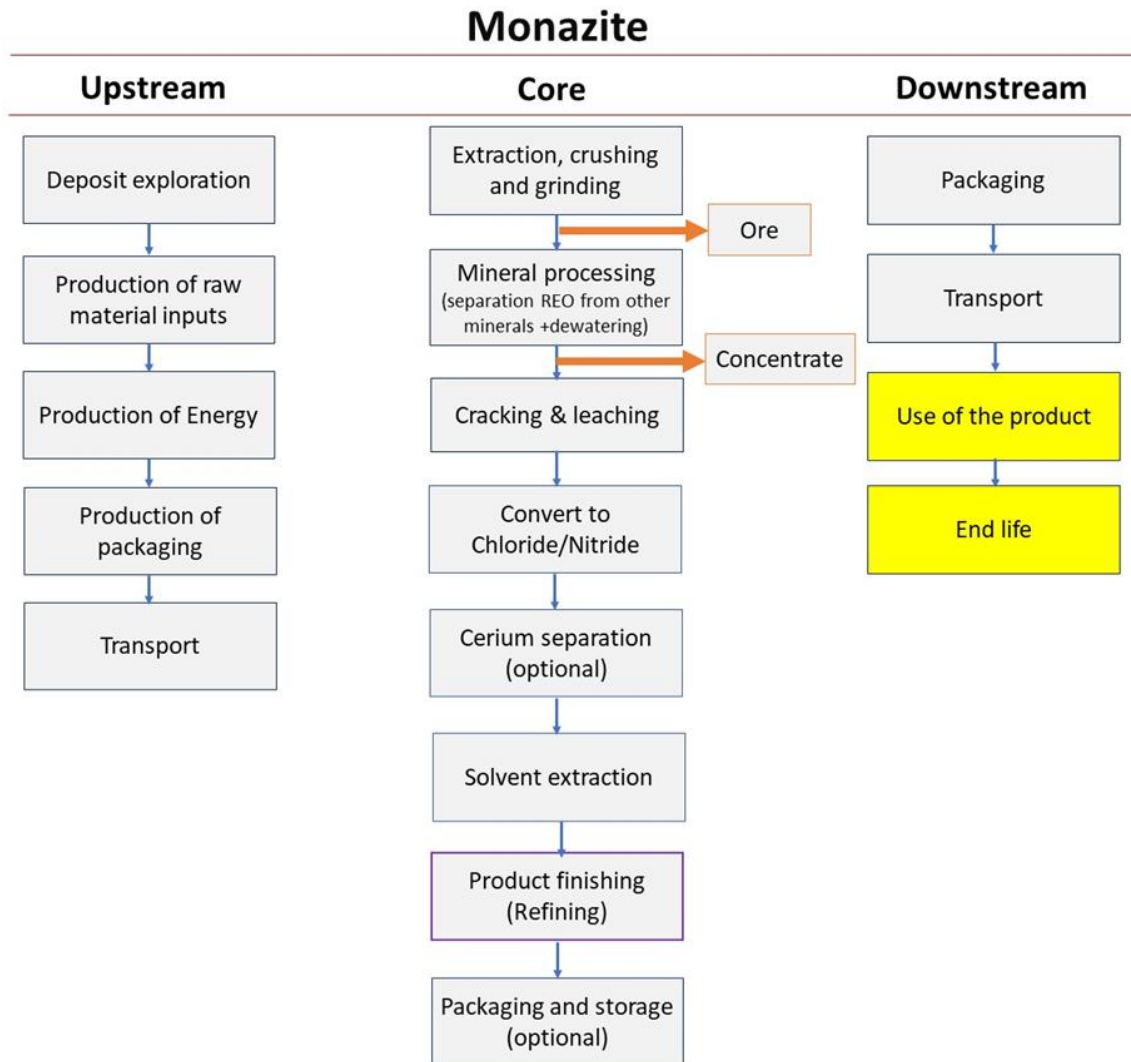 Monazite
Upstream
Core
Downstream
Deposit exploration
Production of raw
material inputs
Production of Energy
Production of
packaging
Transport
Extraction, crushing
and grinding
Ore
Mineral processing
(separation REO from other
minerals +dewatering)
Concentrate
Cracking & leaching
Convert to
Chloride/Nitride
Cerium separation
(optional)
Solvent extraction
Product finishing
(Refining)
Packaging and storage
(optional)
Packaging
Transport
Use of the product
End life